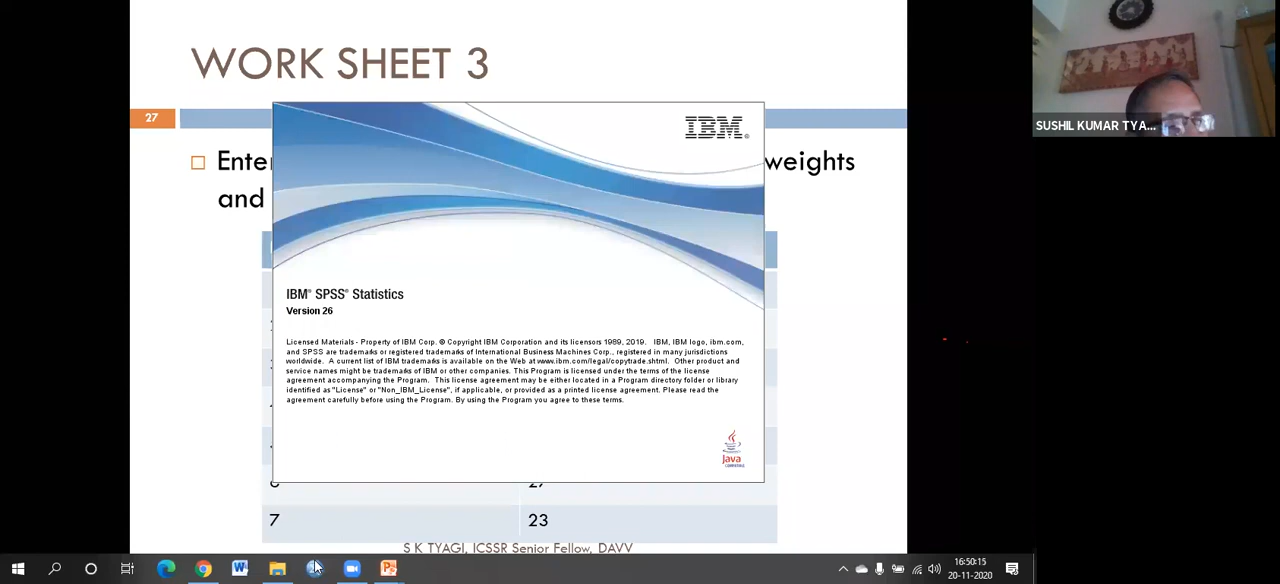 WORK SHEET 3
27
Enter
weights
and
IBM
IBM® SPSS® Statistics
Version 26
Licensed Materials - Property of IBM Corp. © Copyright IBM Corporation and its licensors 1989, 2019. IBM, IBM logo, ibm.com,
and SPSS are trademarks or registered trademarks of International Business Machines Corp., registered in many jurisdictions
worldwide. A current list of IBM trademarks is available on the Web at www.ibm.com/legal/copytrade.shtml. Other product and
service names might be trademarks of IBM or other companies. This Program is licensed under the terms of the license
agreement accompanying the Program. This license agreement may be either located in a Program directory folder or library
identified as "License" or "Non_IBM_License", if applicable, or provided as a printed license agreement. Please read the
agreement carefully before using the Program. By using the Program you agree to these terms.
Java
COMPATIBLE
7 23
S K TYAGI, ICSSR Senior Fellow, DAVV
SUSHIL KUMAR TYA...
16:50:15
20-11-2020